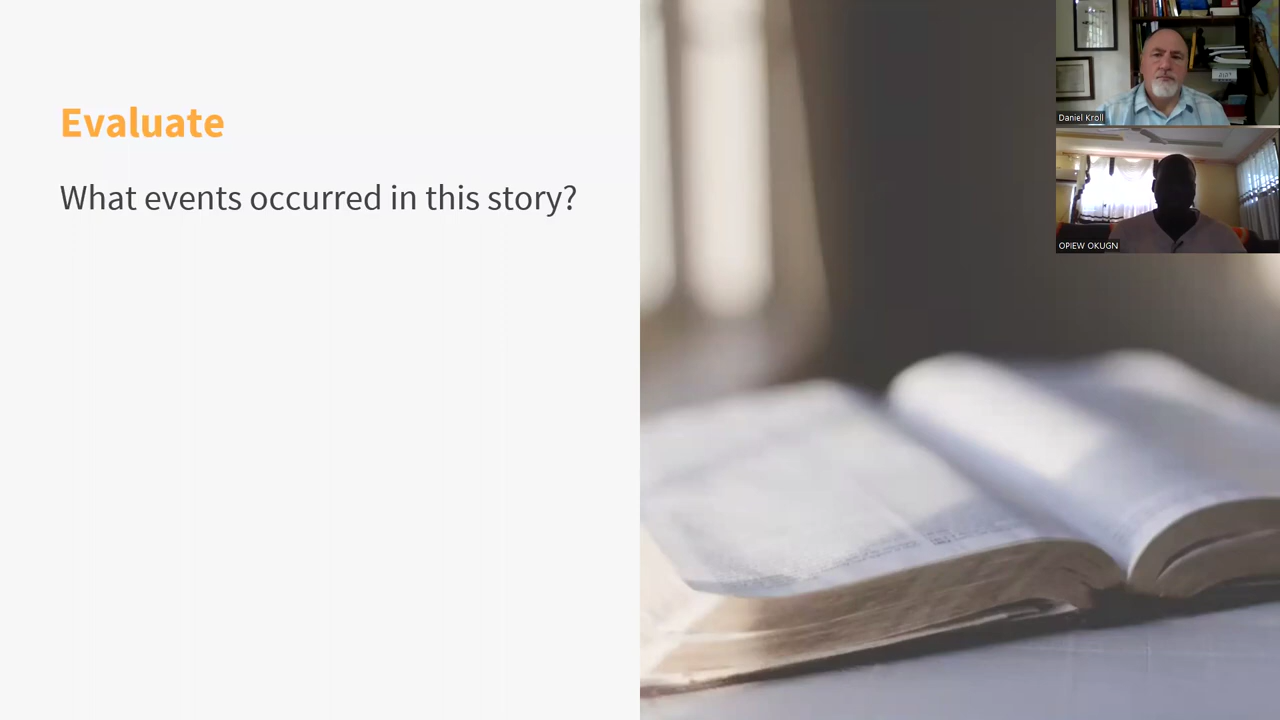 Evaluate
What events occurred in this story?
Daniel Kroll
OPIEW OKUGN